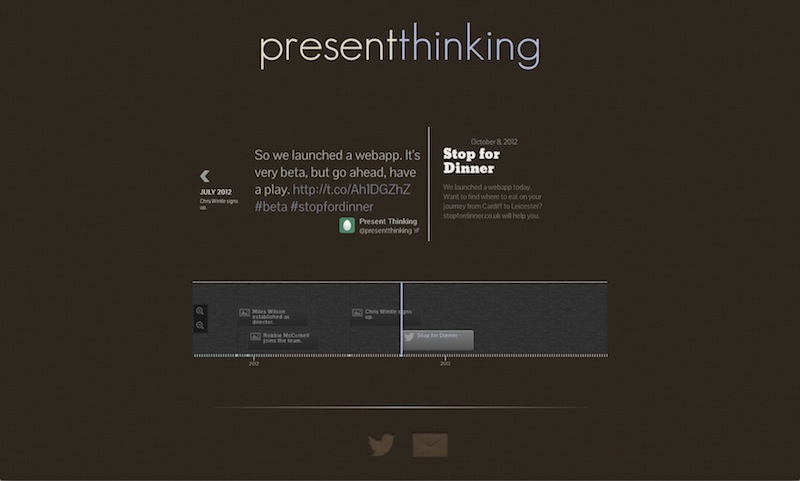 presentthinking
So we launched a webapp. It's
very beta, but go ahead, have
a play. http://t.co/Ah1DGZhZ
#beta #stopfordinner
Present Thinking
@presentthinking
October 8, 2012
Stop for
Dinner
We launched a webapp today.
Want to find where to eat on your
journey from Cardiff to Leicester?
stopfordinner.co.uk will help you.
JULY 2012
Chris Wintle signs
up.
Miles Wilson
established as
director.
Robbie McCorkell
joins the team.
Chris Wintle signs
up.
Stop for Dinner
2012